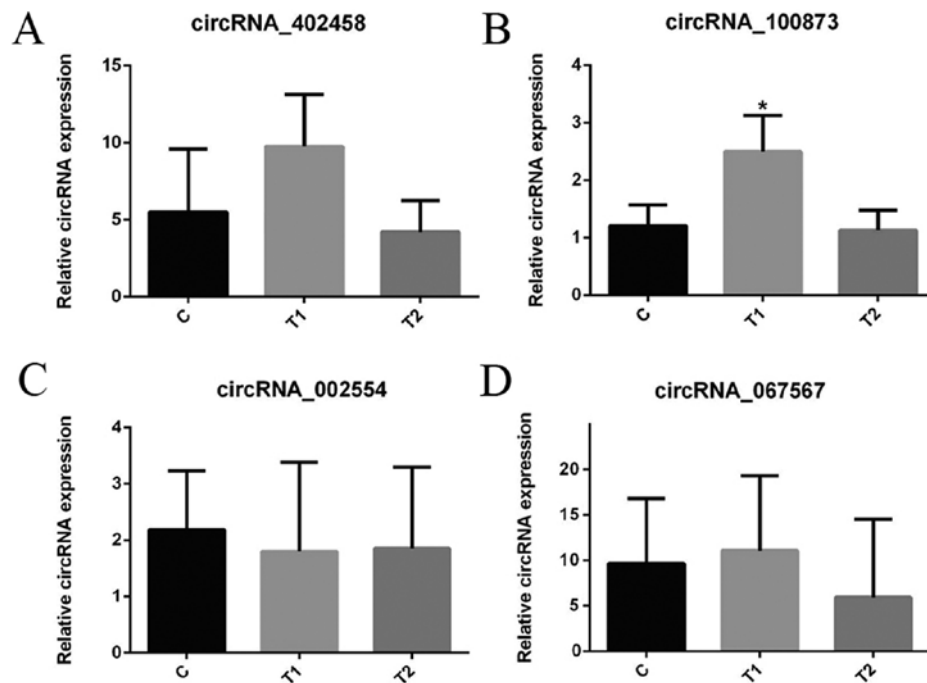 A
circRNA_402458
Relative circRNA expression
15
10
5
0
C
T1
T2
B
circRNA_100873
Relative circRNA expression
4
3
2
1
0
*
C
T1
T2
C
circRNA_002554
Relative circRNA expression
4
3
2
1
0
C
T1
T2
D
circRNA_067567
Relative circRNA expression
20
15
10
5
0
C
T1
T2